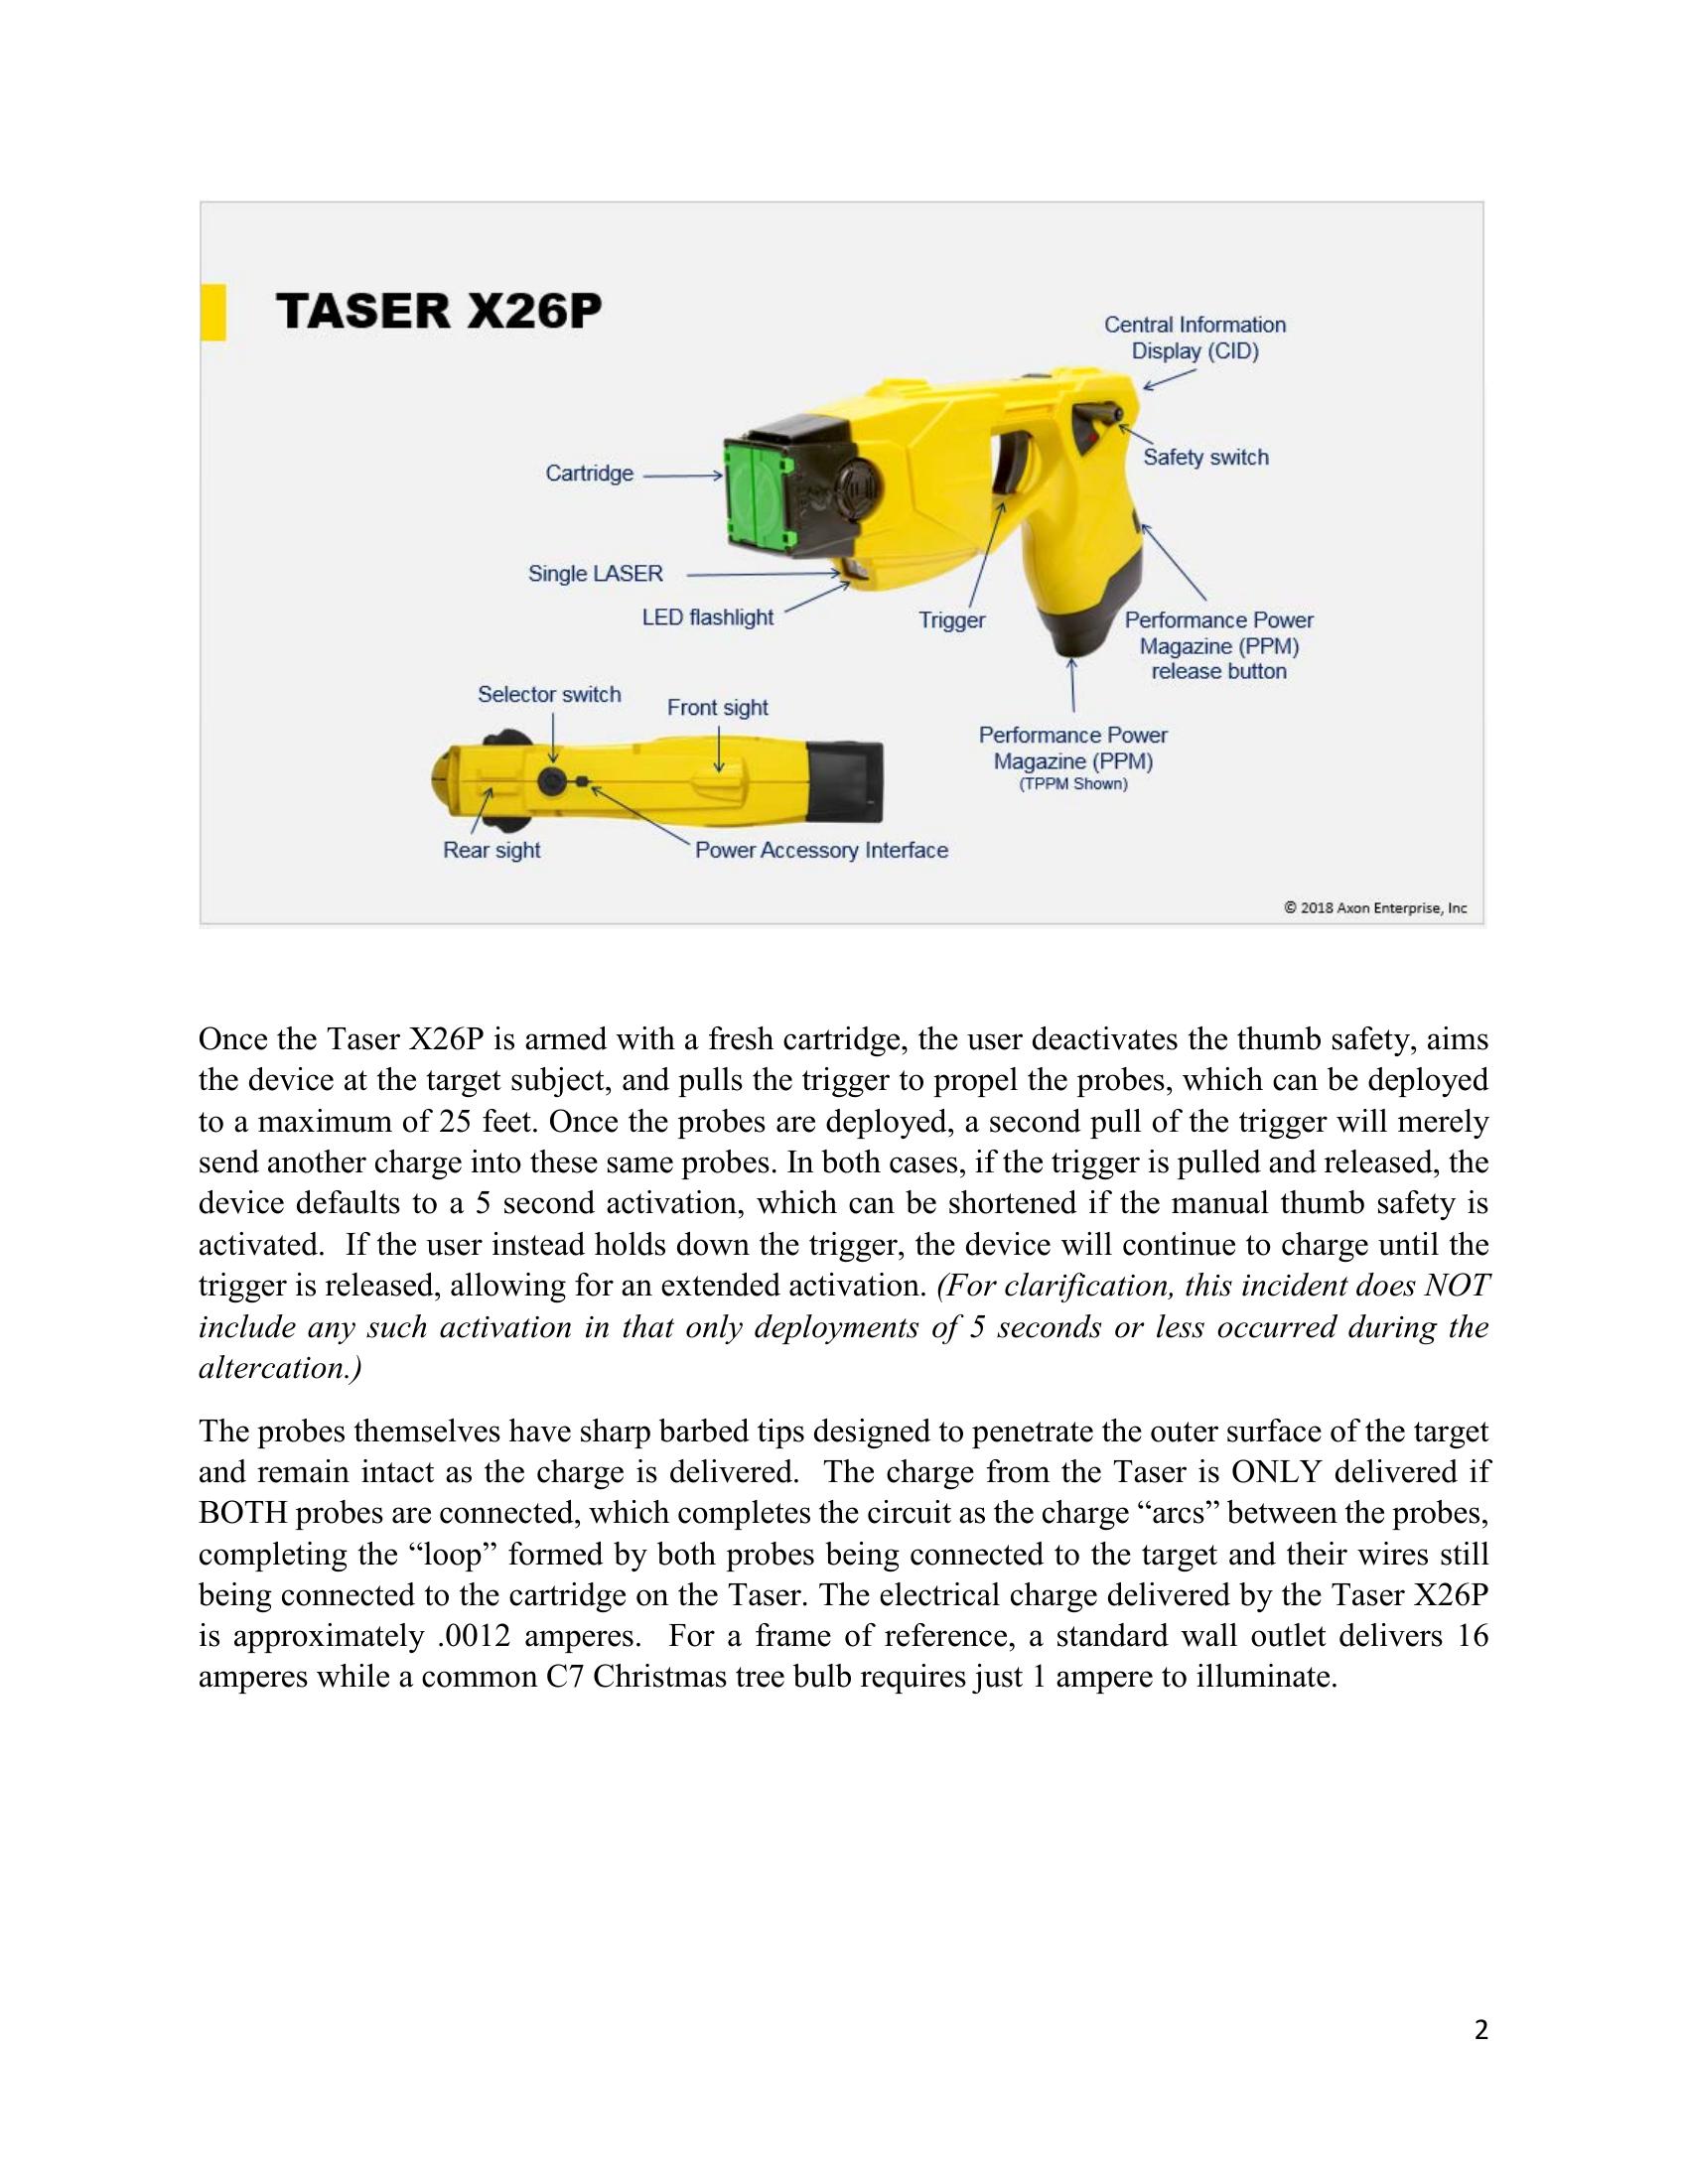 TASER X26P
Central Information
Display (CID)
Safety switch
Cartridge
Single LASER
LED flashlight
Trigger
Performance Power
Magazine (PPM)
release button
Selector switch
Front sight
Performance Power
Magazine (PPM)
(TPPM Shown)
Rear sight
Power Accessory Interface
© 2018 Axon Enterprise, Inc
Once the Taser X26P is armed with a fresh cartridge, the user deactivates the thumb safety, aims
the device at the target subject, and pulls the trigger to propel the probes, which can be deployed
to a maximum of 25 feet. Once the probes are deployed, a second pull of the trigger will merely
send another charge into these same probes. In both cases, if the trigger is pulled and released, the
device defaults to a 5 second activation, which can be shortened if the manual thumb safety is
activated.  If the user instead holds down the trigger, the device will continue to charge until the
trigger is released, allowing for an extended activation. (For clarification, this incident does NOT
include any such activation in that only deployments of 5 seconds or less occurred during the
altercation.)
The probes themselves have sharp barbed tips designed to penetrate the outer surface of the target
and remain intact as the charge is delivered.  The charge from the Taser is ONLY delivered if
BOTH probes are connected, which completes the circuit as the charge “arcs” between the probes,
completing the “loop” formed by both probes being connected to the target and their wires still
being connected to the cartridge on the Taser. The electrical charge delivered by the Taser X26P
is approximately .0012 amperes.  For a frame of reference, a standard wall outlet delivers 16
amperes while a common C7 Christmas tree bulb requires just 1 ampere to illuminate.
2